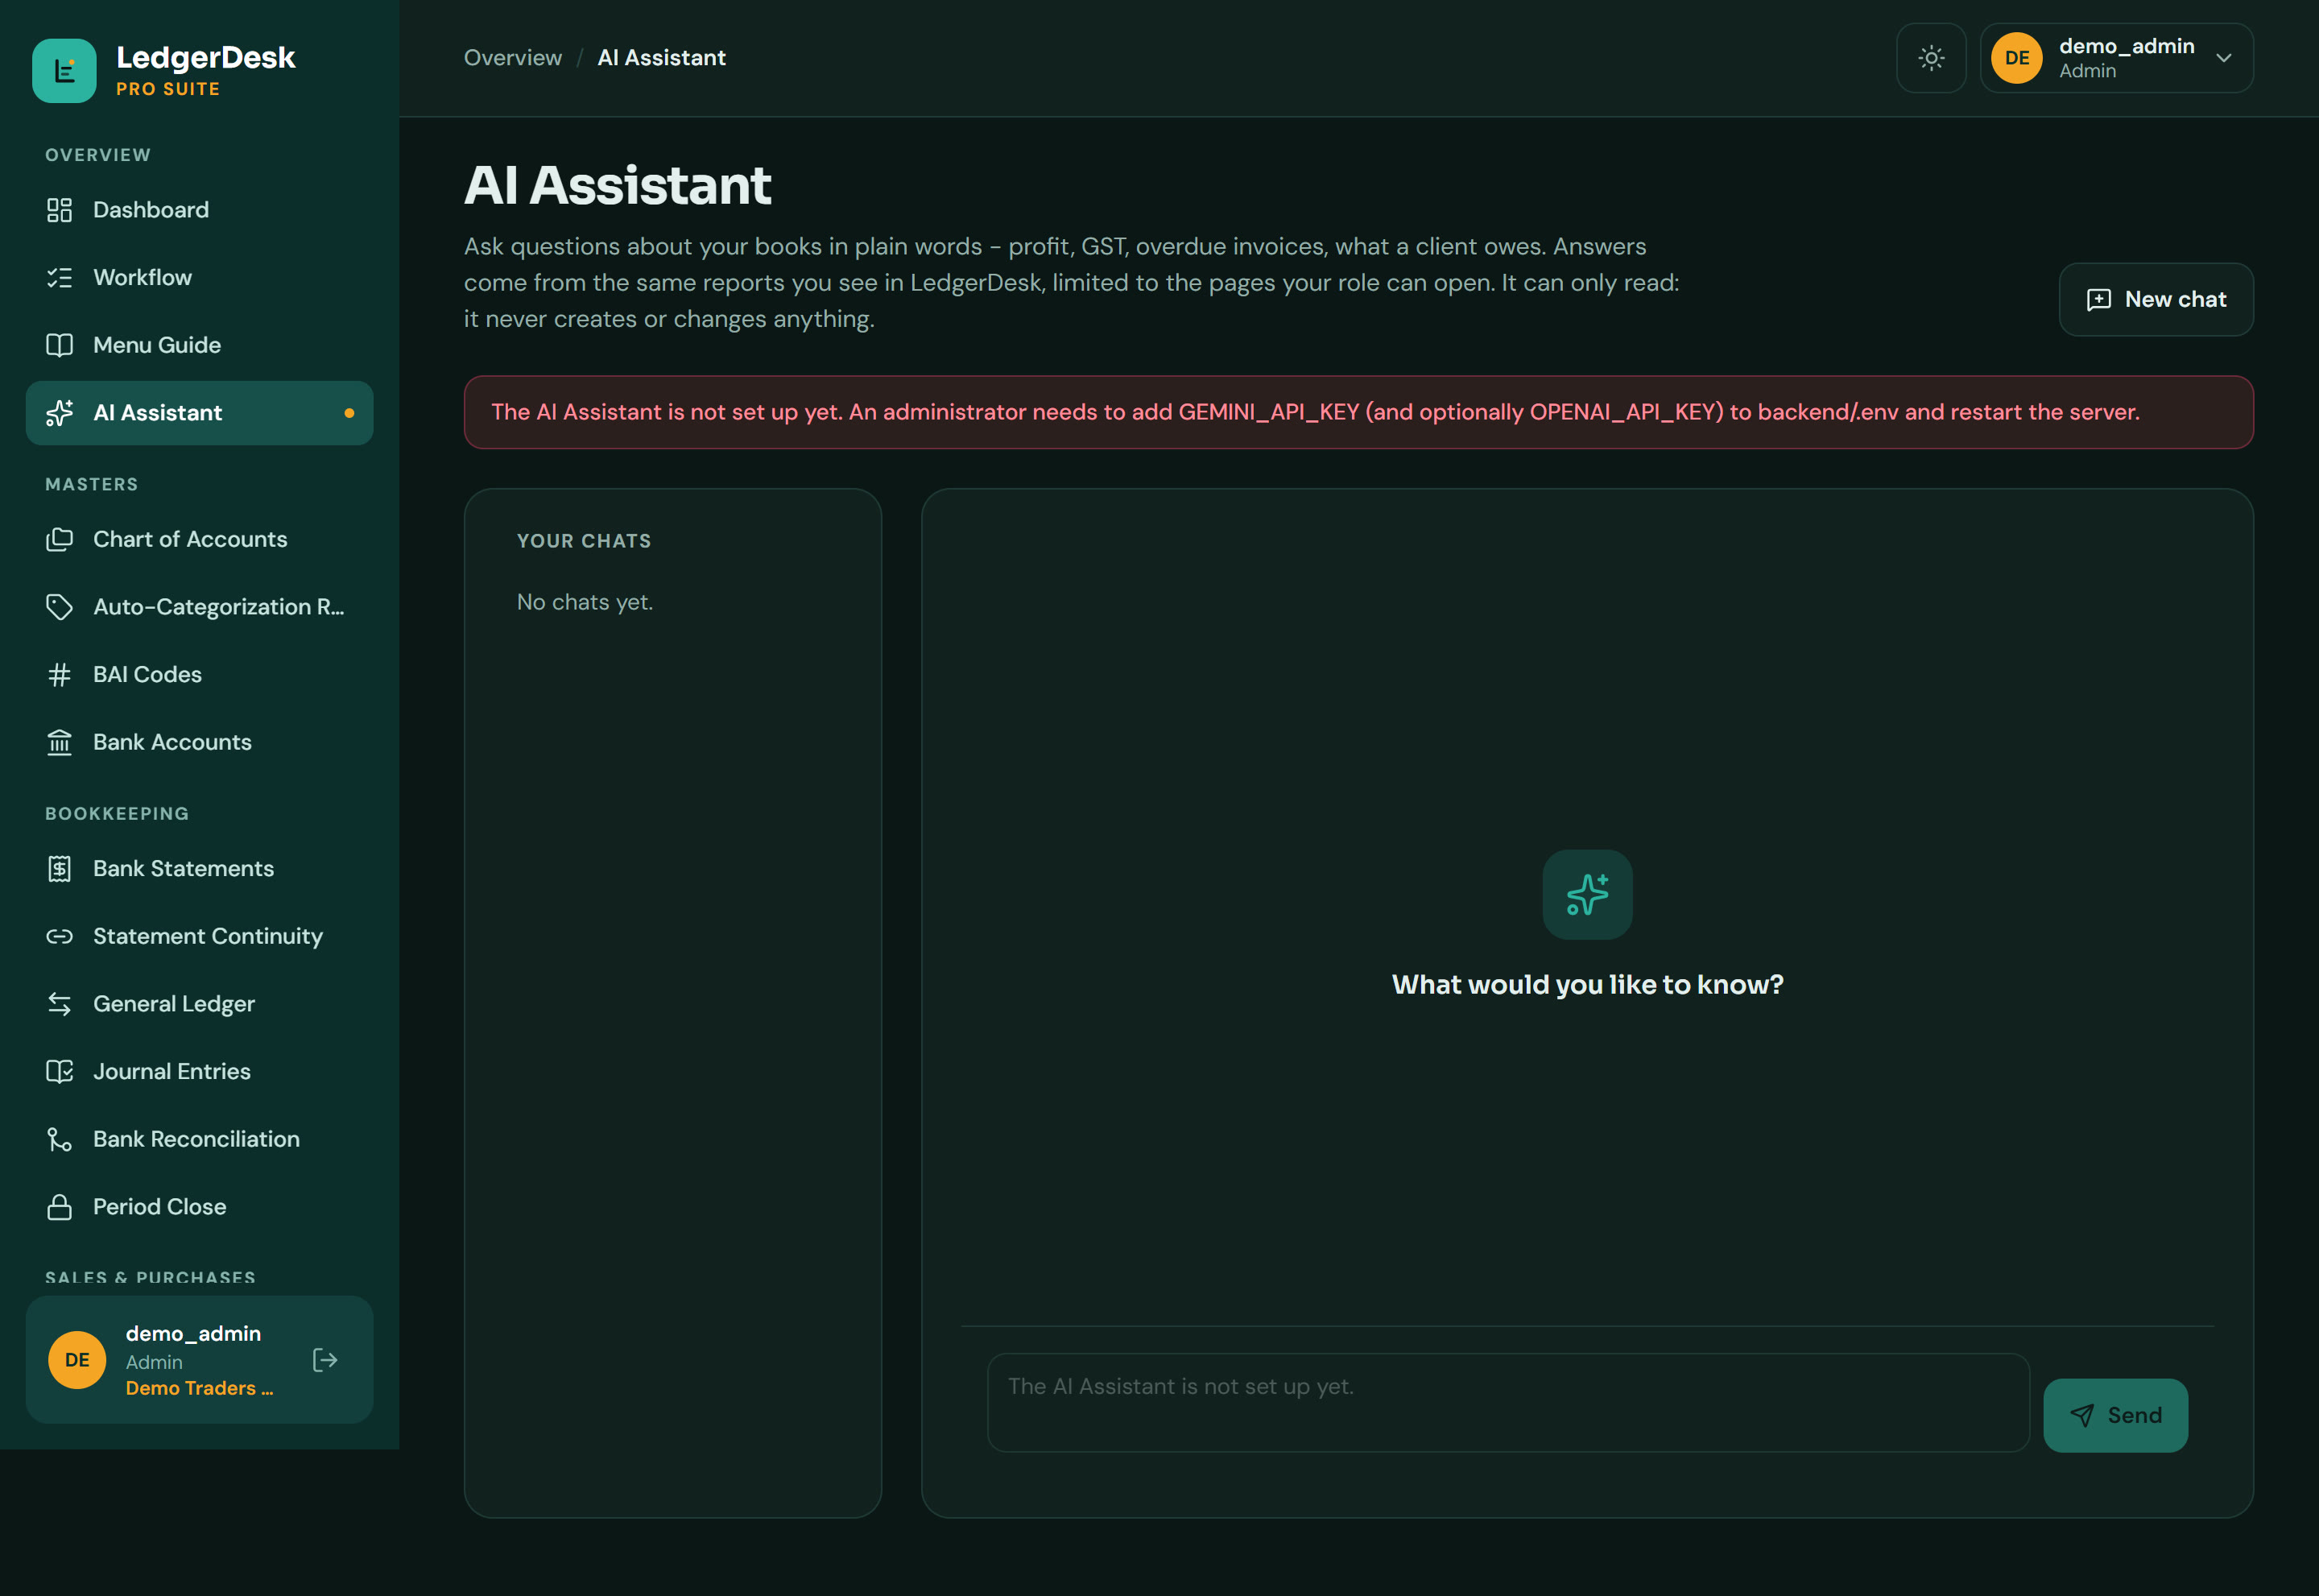 LedgerDesk
PRO SUITE
OVERVIEW
Dashboard
Workflow
Menu Guide
AI Assistant
MASTERS
Chart of Accounts
Auto-Categorization R...
BAI Codes
Bank Accounts
BOOKKEEPING
Bank Statements
Statement Continuity
General Ledger
Journal Entries
Bank Reconciliation
Period Close
SALES & PURCHASES
DE
demo_admin
Admin
Demo Traders ...
Overview / AI Assistant
DE
demo_admin
Admin
AI Assistant
Ask questions about your books in plain words - profit, GST, overdue invoices, what a client owes. Answers
come from the same reports you see in LedgerDesk, limited to the pages your role can open. It can only read:
it never creates or changes anything.
New chat
The AI Assistant is not set up yet. An administrator needs to add GEMINI_API_KEY (and optionally OPENAI_API_KEY) to backend/.env and restart the server.
YOUR CHATS
No chats yet.
What would you like to know?
The AI Assistant is not set up yet.
Send